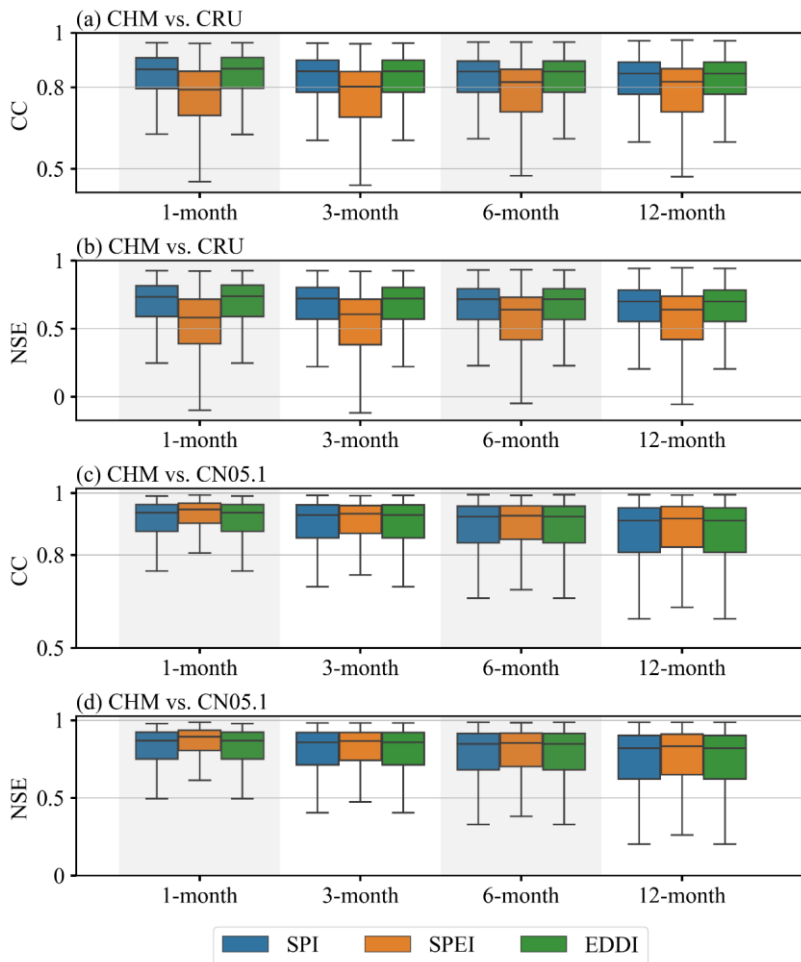 (a) CHM vs. CRU
1
0.8
0.5
CC
1-month 3-month 6-month 12-month
(b) CHM vs. CRU
1
0.5
0
NSE
1-month 3-month 6-month 12-month
(c) CHM vs. CN05.1
1
0.8
0.5
CC
1-month 3-month 6-month 12-month
(d) CHM vs. CN05.1
1
0.5
0
NSE
1-month 3-month 6-month 12-month
SPI SPEI EDDI